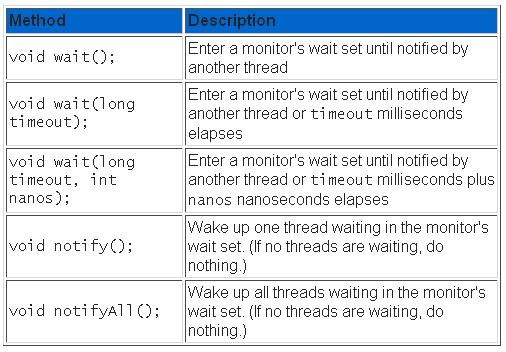 Method Description
void wait(); Enter a monitor's wait set until notified by
another thread
void wait(long Enter a monitor's wait set until notified by
timeout); another thread or timeout milliseconds
elapses
void wait(long Enter a monitor's wait set until notified by
timeout, int another thread or timeout milliseconds plus
nanos); nanos nanoseconds elapses
void notify(); Wake up one thread waiting in the monitor's
wait set. (If no threads are waiting, do
nothing.)
void notifyAll(); Wake up all threads waiting in the monitor's
wait set. (If no threads are waiting, do
nothing.)